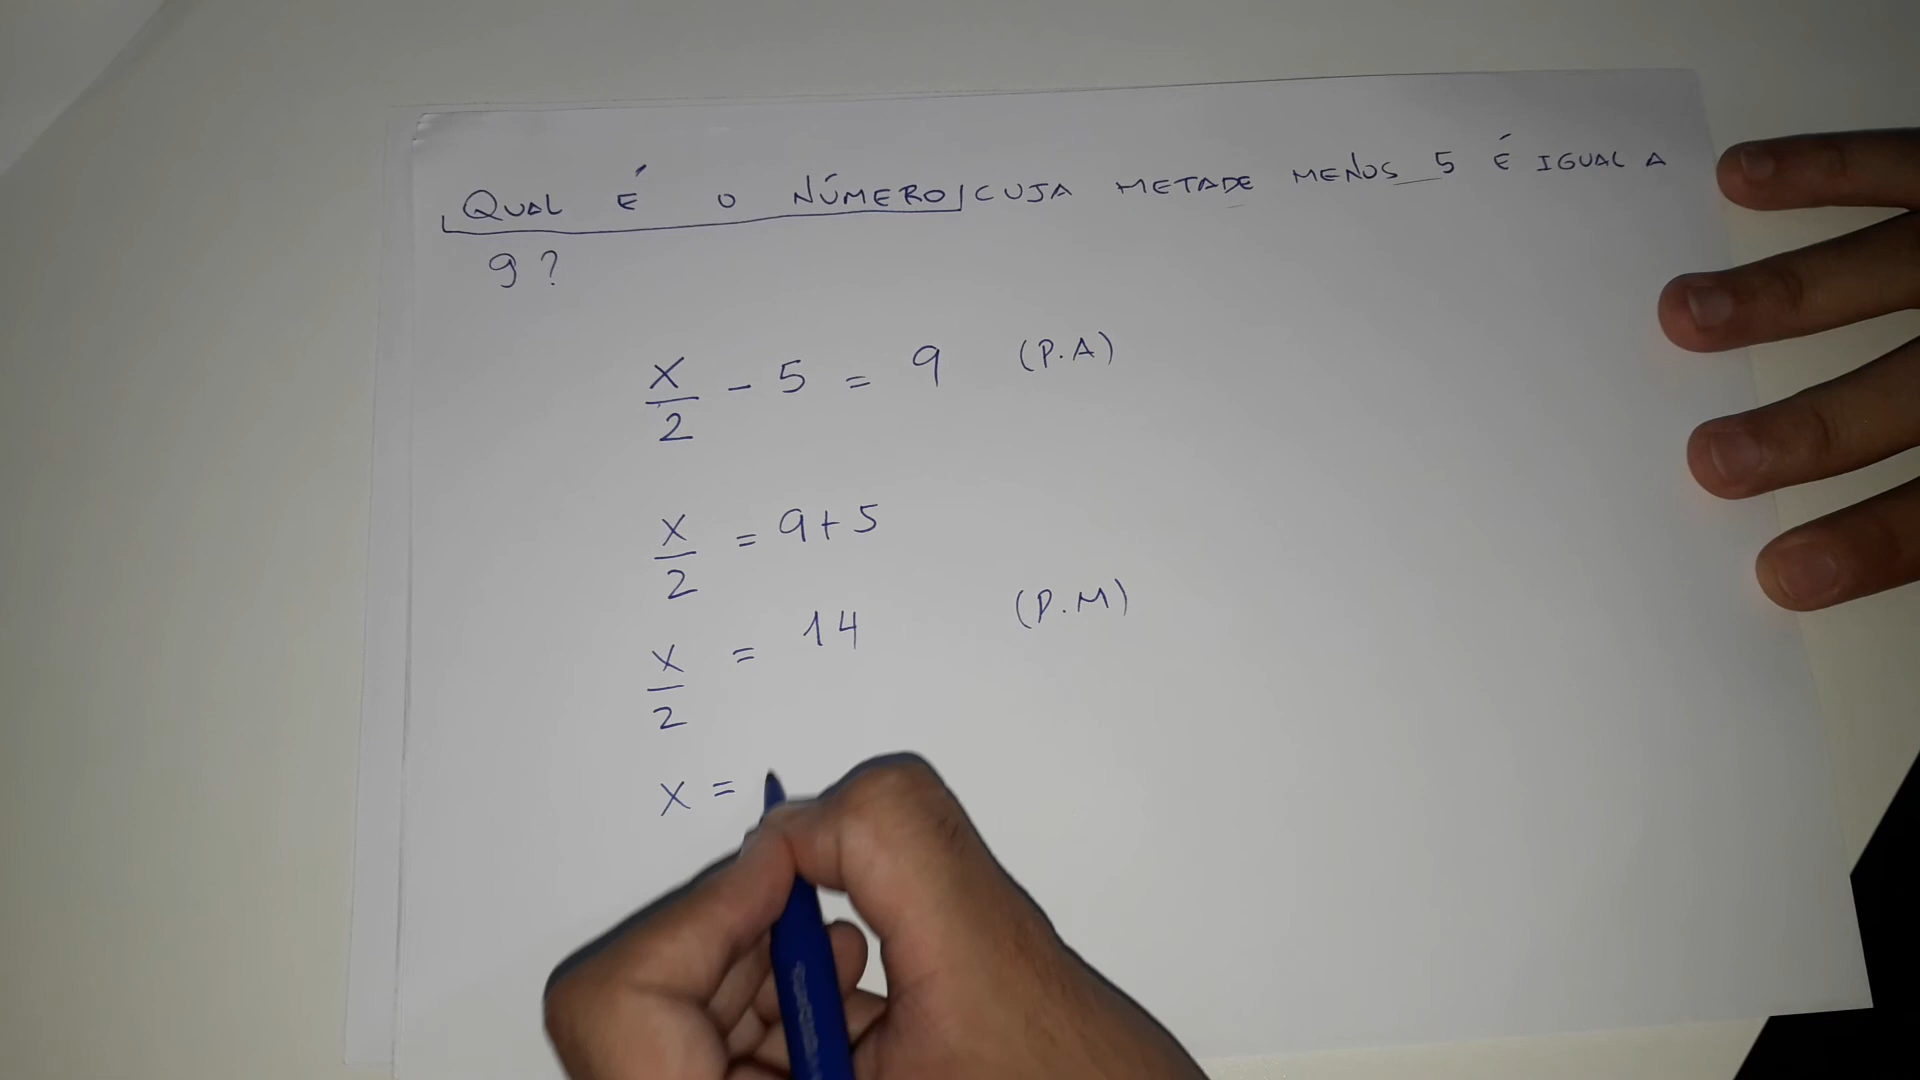 QUAL É O NÚMERO CUJA METADE MENOS 5 É IGUAL A
9?
x/2 - 5 = 9 (P.A)
x/2 = 9+5
x/2 = 14 (P.M)
x =